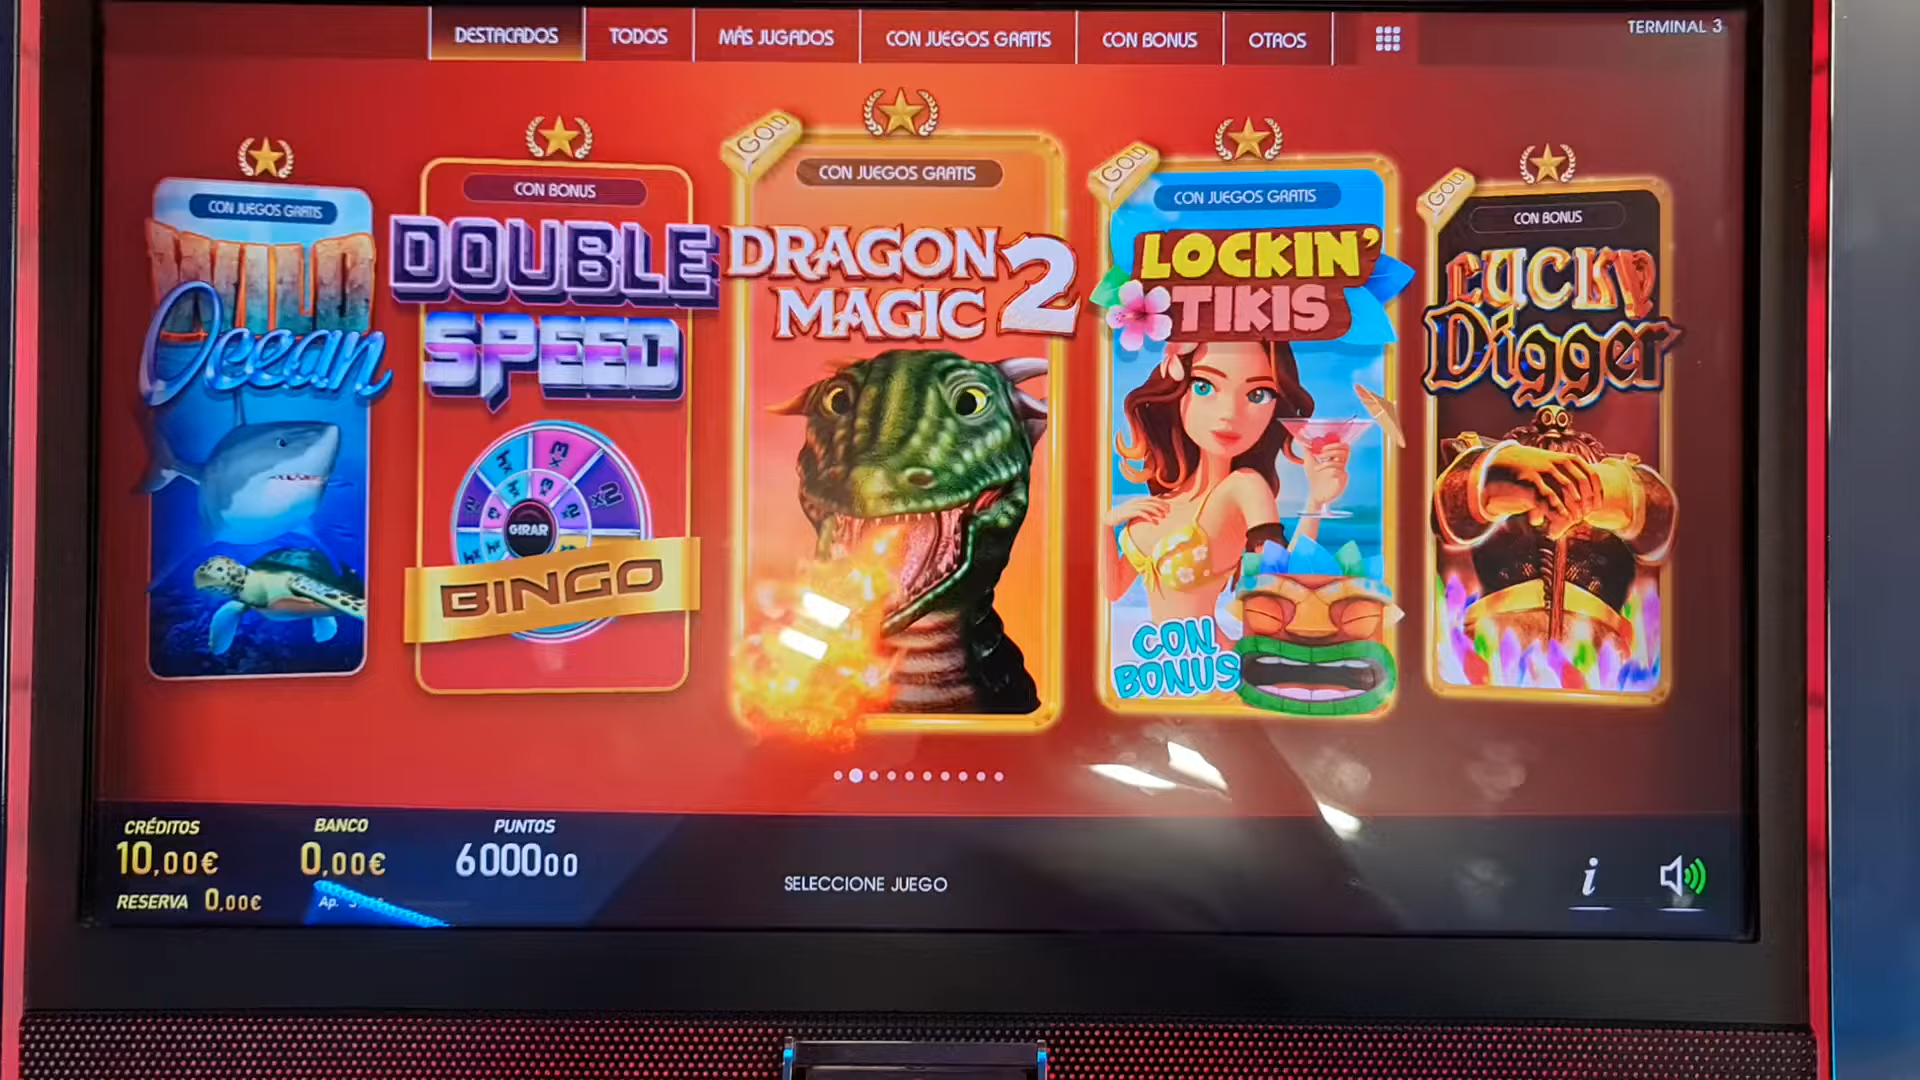 DESTACADOS
TODOS
MÁS JUGADOS
CON JUEGOS GRATIS
CON BONUS
OTROS
TERMINAL 3
CON JUEGOS GRATIS
WILD
Ocean
CON BONUS
DOUBLE
SPEED
GIRAR
BINGO
GOLD
CON JUEGOS GRATIS
DRAGON
MAGIC 2
GOLD
CON JUEGOS GRATIS
LOCKIN'
TIKIS
CON
BONUS
GOLD
CON BONUS
LUCKY
Digger
CRÉDITOS
10,00€
BANCO
0,00€
PUNTOS
600000
RESERVA 0,00€
Ap.
SELECCIONE JUEGO
i